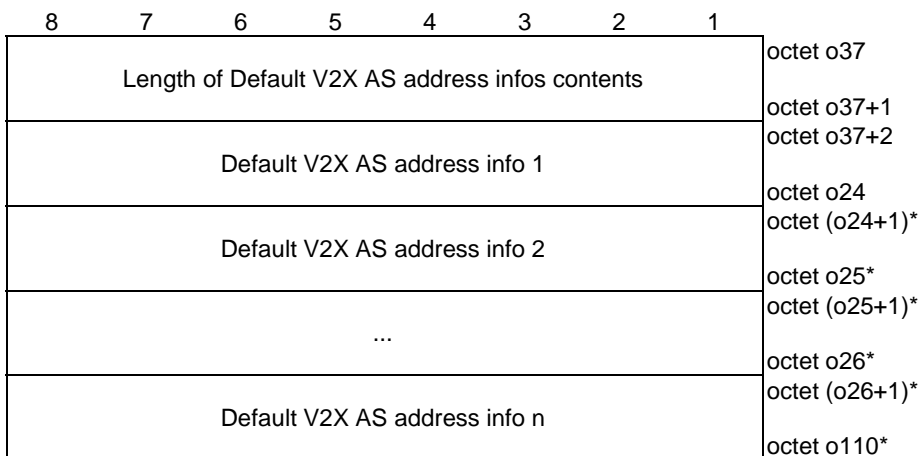 8 7 6 5 4 3 2 1
octet o37
Length of Default V2X AS address infos contents
octet o37+1
octet o37+2
Default V2X AS address info 1
octet o24
octet (o24+1)*
Default V2X AS address info 2
octet o25*
octet (o25+1)*
...
octet o26*
octet (o26+1)*
Default V2X AS address info n
octet o110*